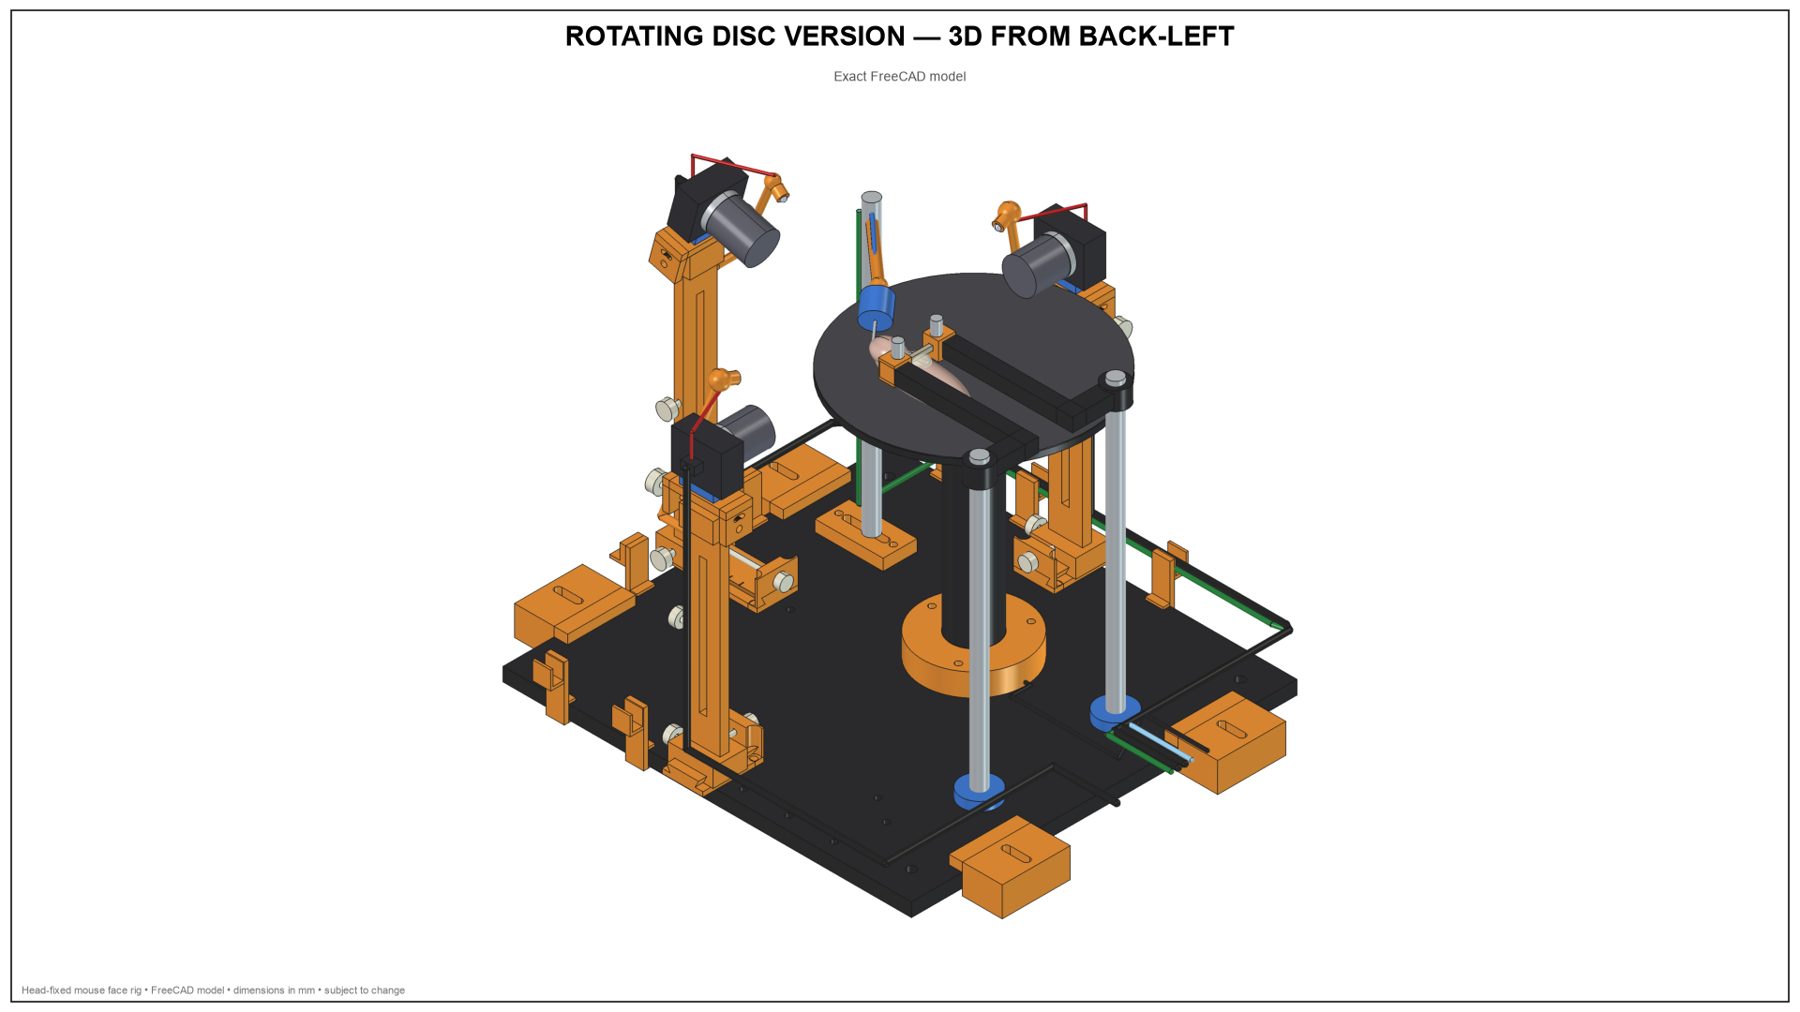 ROTATING DISC VERSION — 3D FROM BACK-LEFT
Exact FreeCAD model
Head-fixed mouse face rig • FreeCAD model • dimensions in mm • subject to change